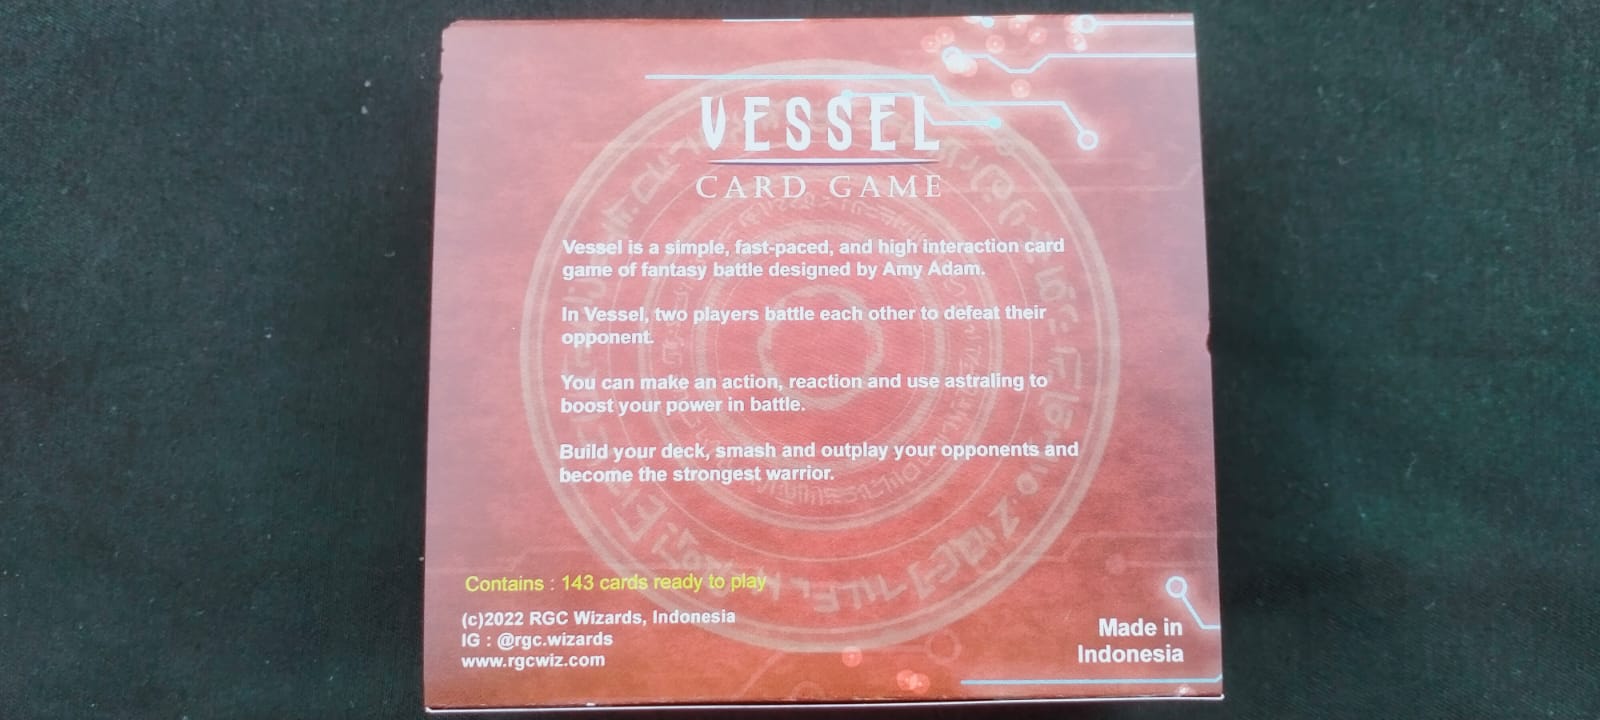 VESSEL
CARD GAME
Vessel is a simple, fast-paced, and high interaction card
game of fantasy battle designed by Amy Adam.
In Vessel, two players battle each other to defeat their
opponent.
You can make an action, reaction and use astraling to
boost your power in battle.
Build your deck, smash and outplay your opponents and
become the strongest warrior.
Contains : 143 cards ready to play
(c)2022 RGC Wizards, Indonesia
IG : @rgc.wizards
www.rgcwiz.com
Made in
Indonesia